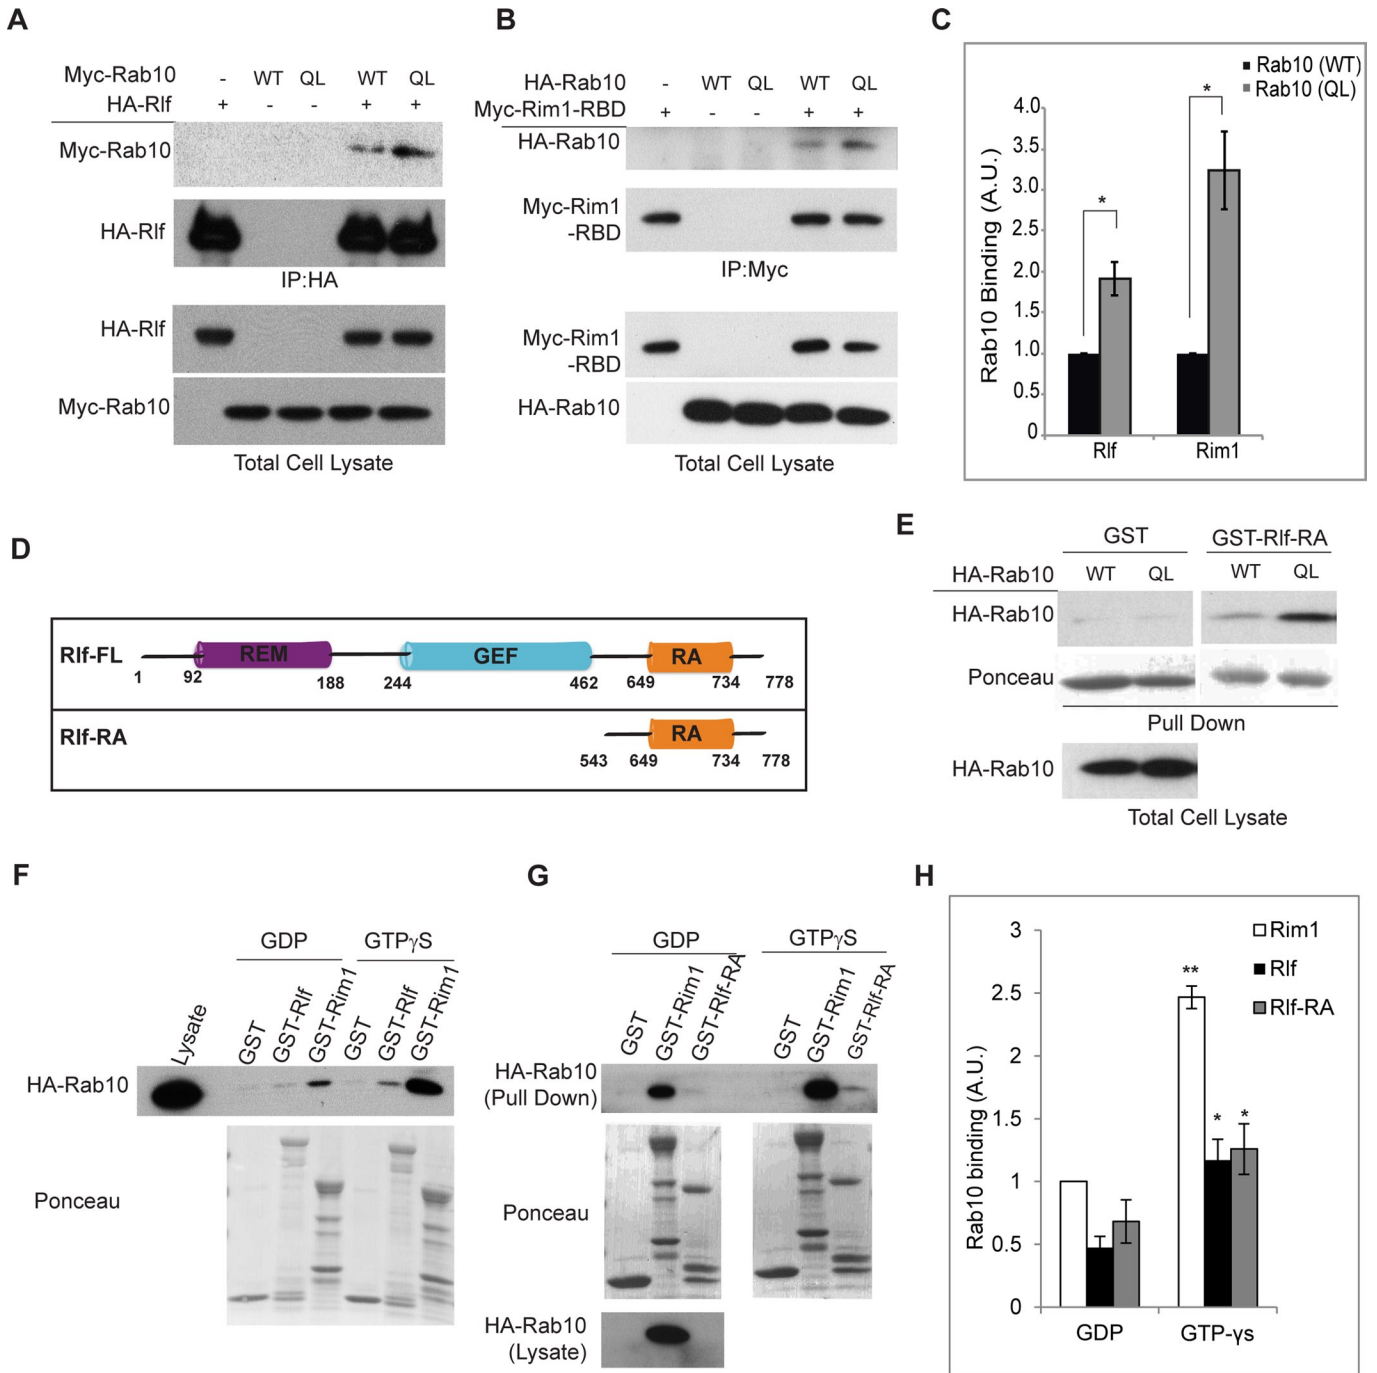 A
Myc-Rab10 - WT QL WT QL
HA-Rlf + - - + +
Myc-Rab10
HA-Rlf
IP:HA
HA-Rlf
Myc-Rab10
Total Cell Lysate
B
HA-Rab10 - WT QL WT QL
Myc-Rim1-RBD + - - + +
HA-Rab10
Myc-Rim1
-RBD
IP:Myc
Myc-Rim1
-RBD
HA-Rab10
Total Cell Lysate
C
Rab10 (WT)
Rab10 (QL)
Rab10 Binding (A.U.)
4.0
3.5
3.0
2.5
2.0
1.5
1.0
0.5
0
*
*
Rlf Rim1
D
Rlf-FL REM GEF RA
1 92 188 244 462 649 734 778
Rlf-RA RA
543 649 734 778
E
GST GST-Rlf-RA
HA-Rab10 WT QL WT QL
HA-Rab10
Ponceau
Pull Down
HA-Rab10
Total Cell Lysate
F
GDP GTPγS
Lysate GST GST-Rlf GST-Rim1 GST GST-Rlf GST-Rim1
HA-Rab10
Ponceau
G
GDP GTPγS
GST GST-Rim1 GST-Rlf-RA GST GST-Rim1 GST-Rlf-RA
HA-Rab10
(Pull Down)
Ponceau
HA-Rab10
(Lysate)
H
Rim1
Rlf
Rlf-RA
Rab10 binding (A.U.)
3
2.5
2
1.5
1
0.5
0
**
* *
GDP GTP-γs